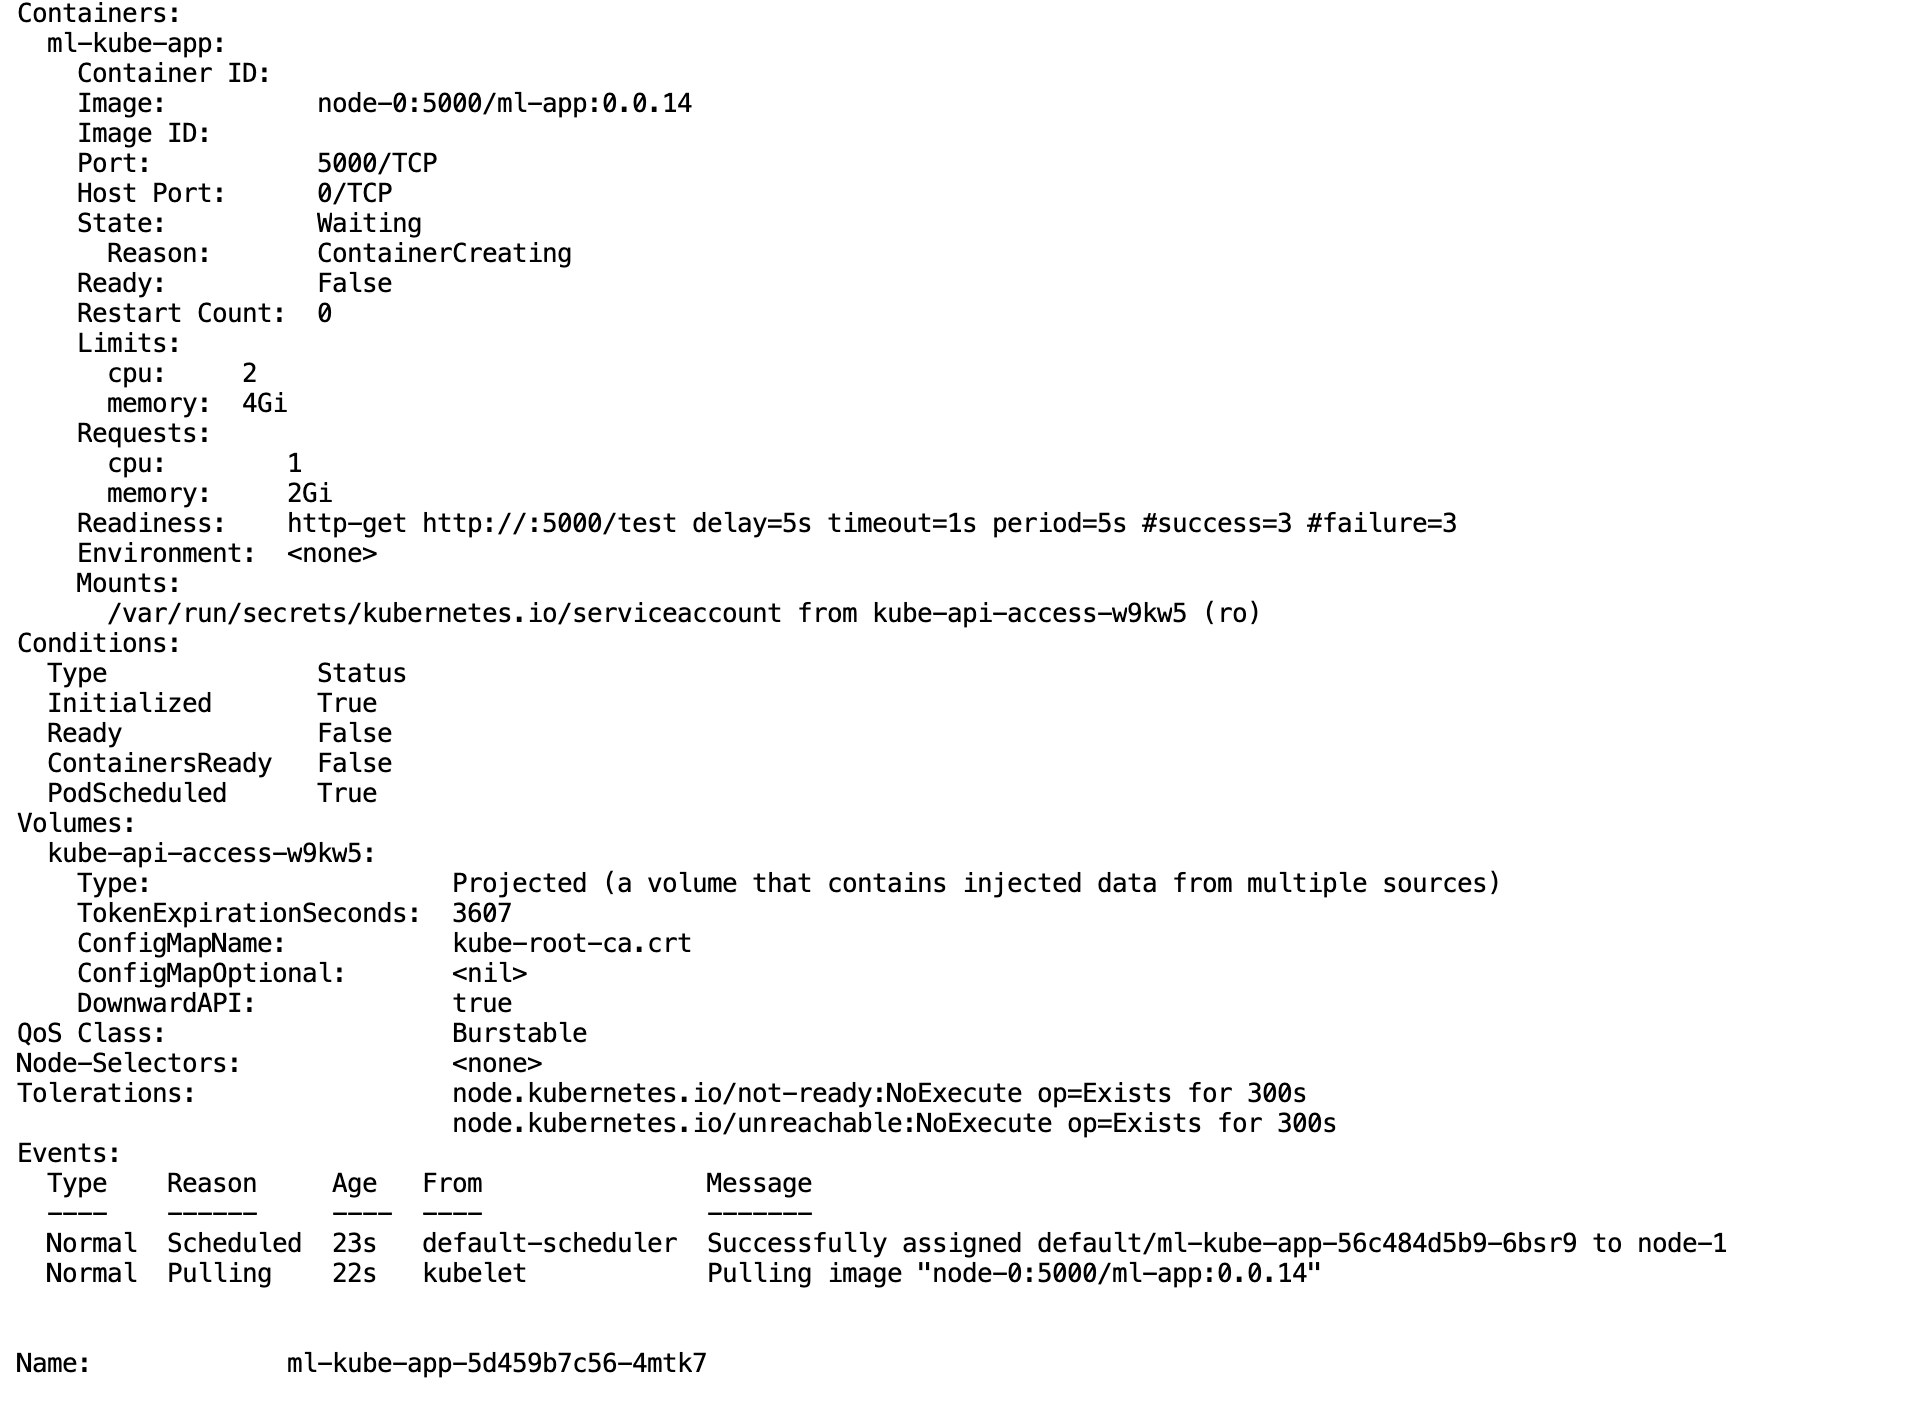 Containers:
  ml-kube-app:
    Container ID:
    Image:          node-0:5000/ml-app:0.0.14
    Image ID:
    Port:           5000/TCP
    Host Port:      0/TCP
    State:          Waiting
      Reason:       ContainerCreating
    Ready:          False
    Restart Count:  0
    Limits:
      cpu:     2
      memory:  4Gi
    Requests:
      cpu:        1
      memory:     2Gi
    Readiness:    http-get http://:5000/test delay=5s timeout=1s period=5s #success=3 #failure=3
    Environment:  <none>
    Mounts:
      /var/run/secrets/kubernetes.io/serviceaccount from kube-api-access-w9kw5 (ro)
Conditions:
  Type              Status
  Initialized       True
  Ready             False
  ContainersReady   False
  PodScheduled      True
Volumes:
  kube-api-access-w9kw5:
    Type:                    Projected (a volume that contains injected data from multiple sources)
    TokenExpirationSeconds:  3607
    ConfigMapName:           kube-root-ca.crt
    ConfigMapOptional:       <nil>
    DownwardAPI:             true
QoS Class:                   Burstable
Node-Selectors:              <none>
Tolerations:                 node.kubernetes.io/not-ready:NoExecute op=Exists for 300s
                             node.kubernetes.io/unreachable:NoExecute op=Exists for 300s
Events:
  Type    Reason     Age   From               Message
  ----    ------     ----  ----               -------
  Normal  Scheduled  23s   default-scheduler  Successfully assigned default/ml-kube-app-56c484d5b9-6bsr9 to node-1
  Normal  Pulling    22s   kubelet            Pulling image "node-0:5000/ml-app:0.0.14"
Name:             ml-kube-app-5d459b7c56-4mtk7